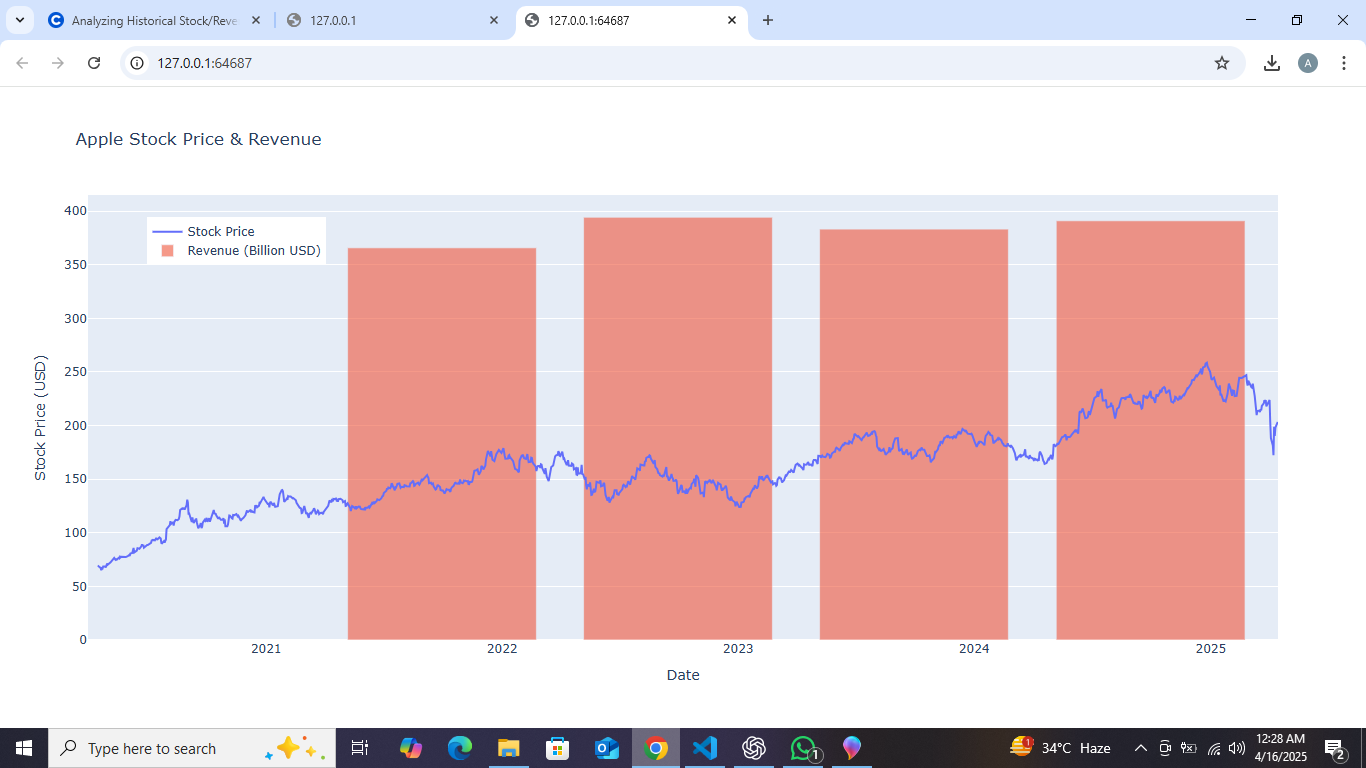 Analyzing Historical Stock/Reve
127.0.0.1
127.0.0.1:64687
127.0.0.1:64687
A
Apple Stock Price & Revenue
Stock Price
Revenue (Billion USD)
400
350
300
250
200
150
100
50
0
Stock Price (USD)
2021
2022
2023
2024
2025
Date
Type here to search
1
1
34°C Haze
12:28 AM
4/16/2025
2